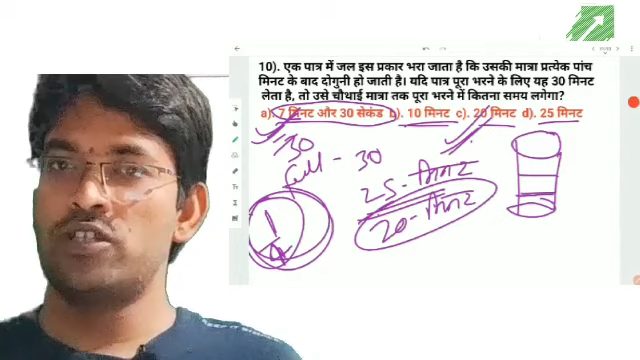 10). एक पात्र में जल इस प्रकार भरा जाता है कि उसकी मात्रा प्रत्येक पांच
मिनट के बाद दोगुनी हो जाती है। यदि पात्र पूरा भरने के लिए यह 30 मिनट
लेता है, तो उसे चौथाई मात्रा तक पूरा भरने में कितना समय लगेगा?
a). 7 मिनट और 30 सेकंड b). 10 मिनट c). 20 मिनट d). 25 मिनट
30
full - 30
25 - मिनट
20 - मिनट